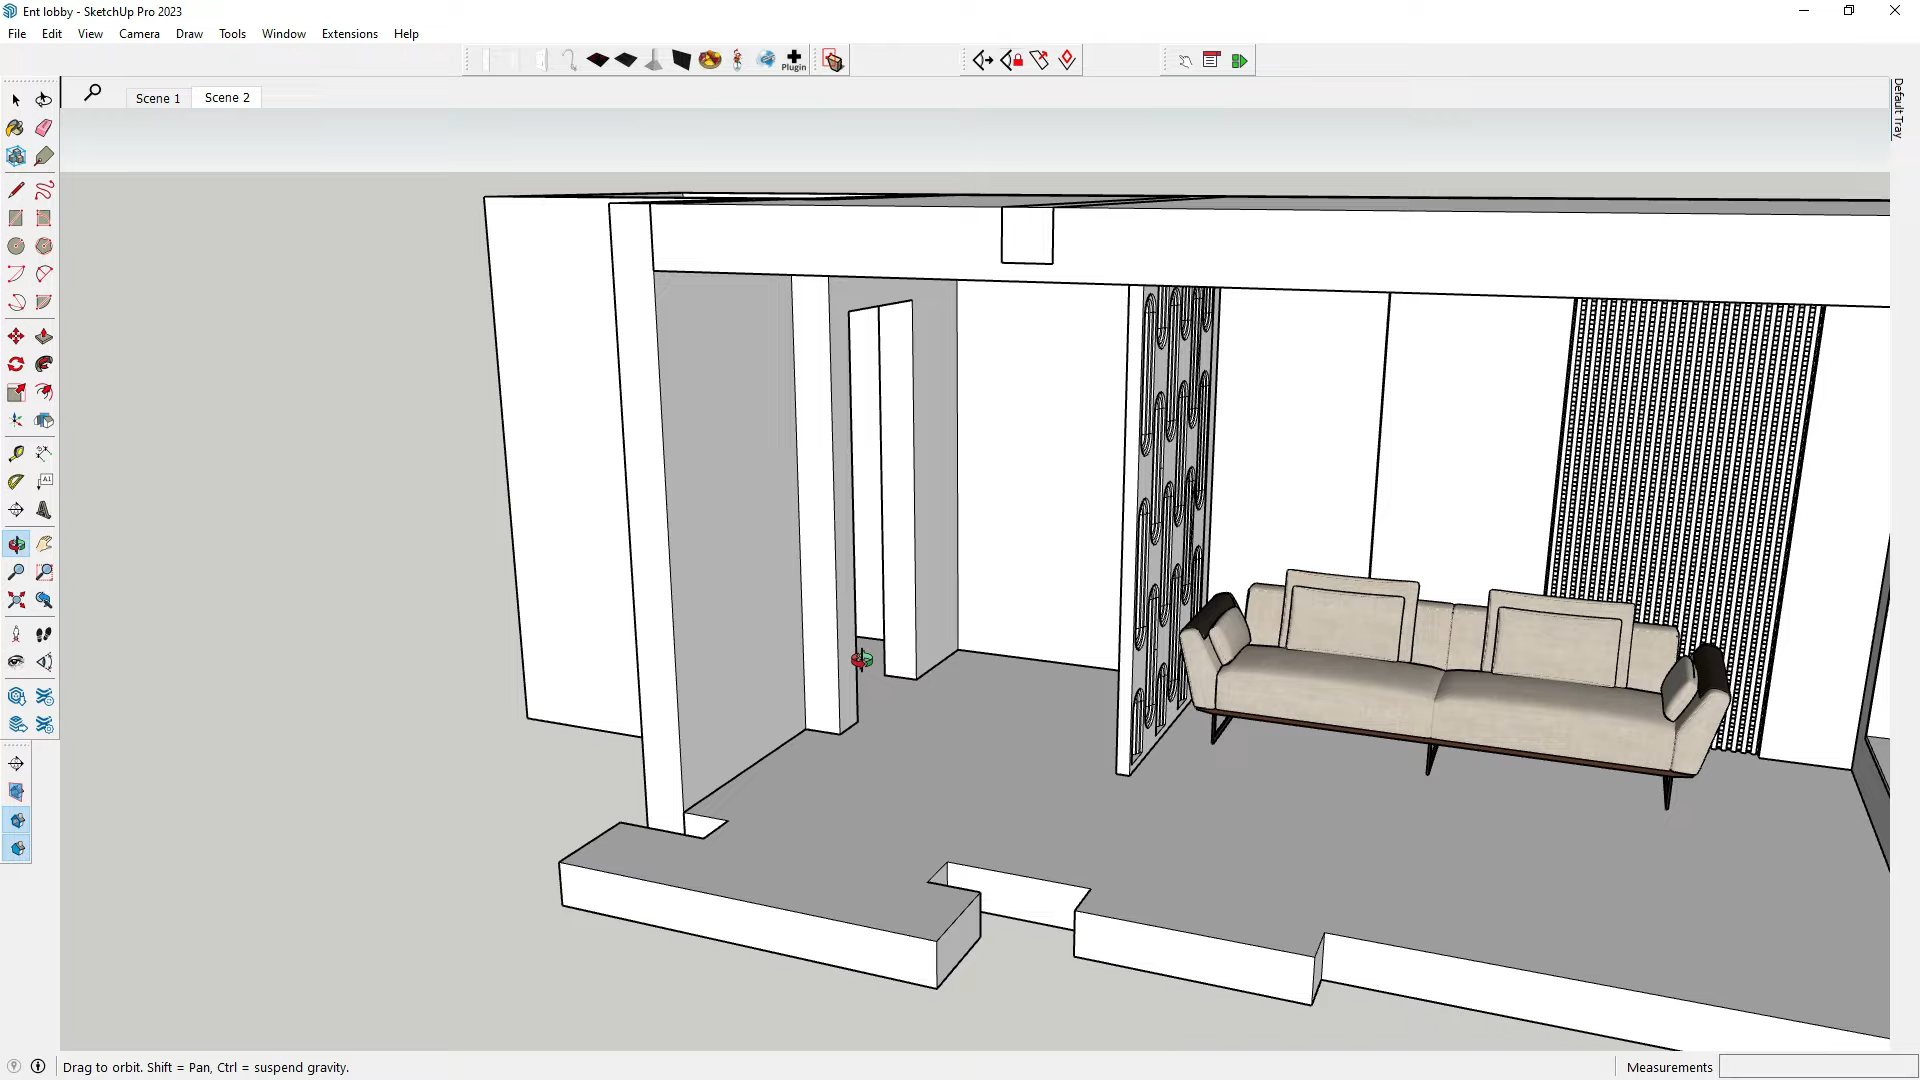 Ent lobby - SketchUp Pro 2023
File Edit View Camera Draw Tools Window Extensions Help
Plugin
Scene 1 Scene 2
Default Tray
A1
Drag to orbit. Shift = Pan, Ctrl = suspend gravity.
Measurements